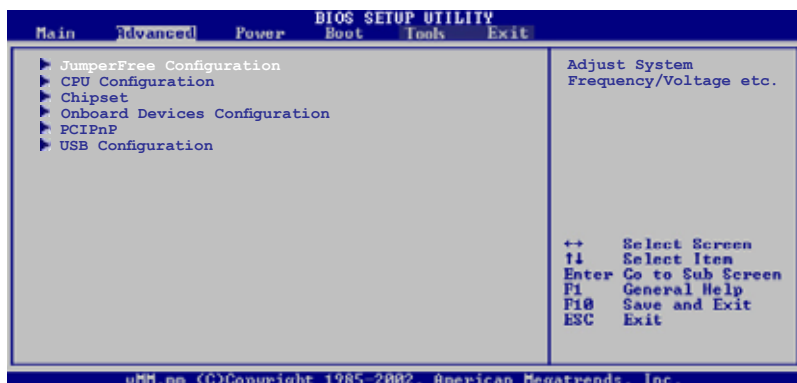 BIOS SETUP UTILITY
Main Advanced Power Boot Tools Exit
JumperFree Configuration
CPU Configuration
Chipset
Onboard Devices Configuration
PCIPnP
USB Configuration
Adjust System
Frequency/Voltage etc.
↔ Select Screen
↑↓ Select Item
Enter Go to Sub Screen
F1 General Help
F10 Save and Exit
ESC Exit
(C)Copyright 1985-2002, American Megatrends, Inc.